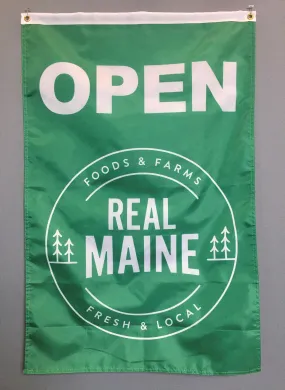 OPEN
FOODS & FARMS
REAL
MAINE
FRESH & LOCAL